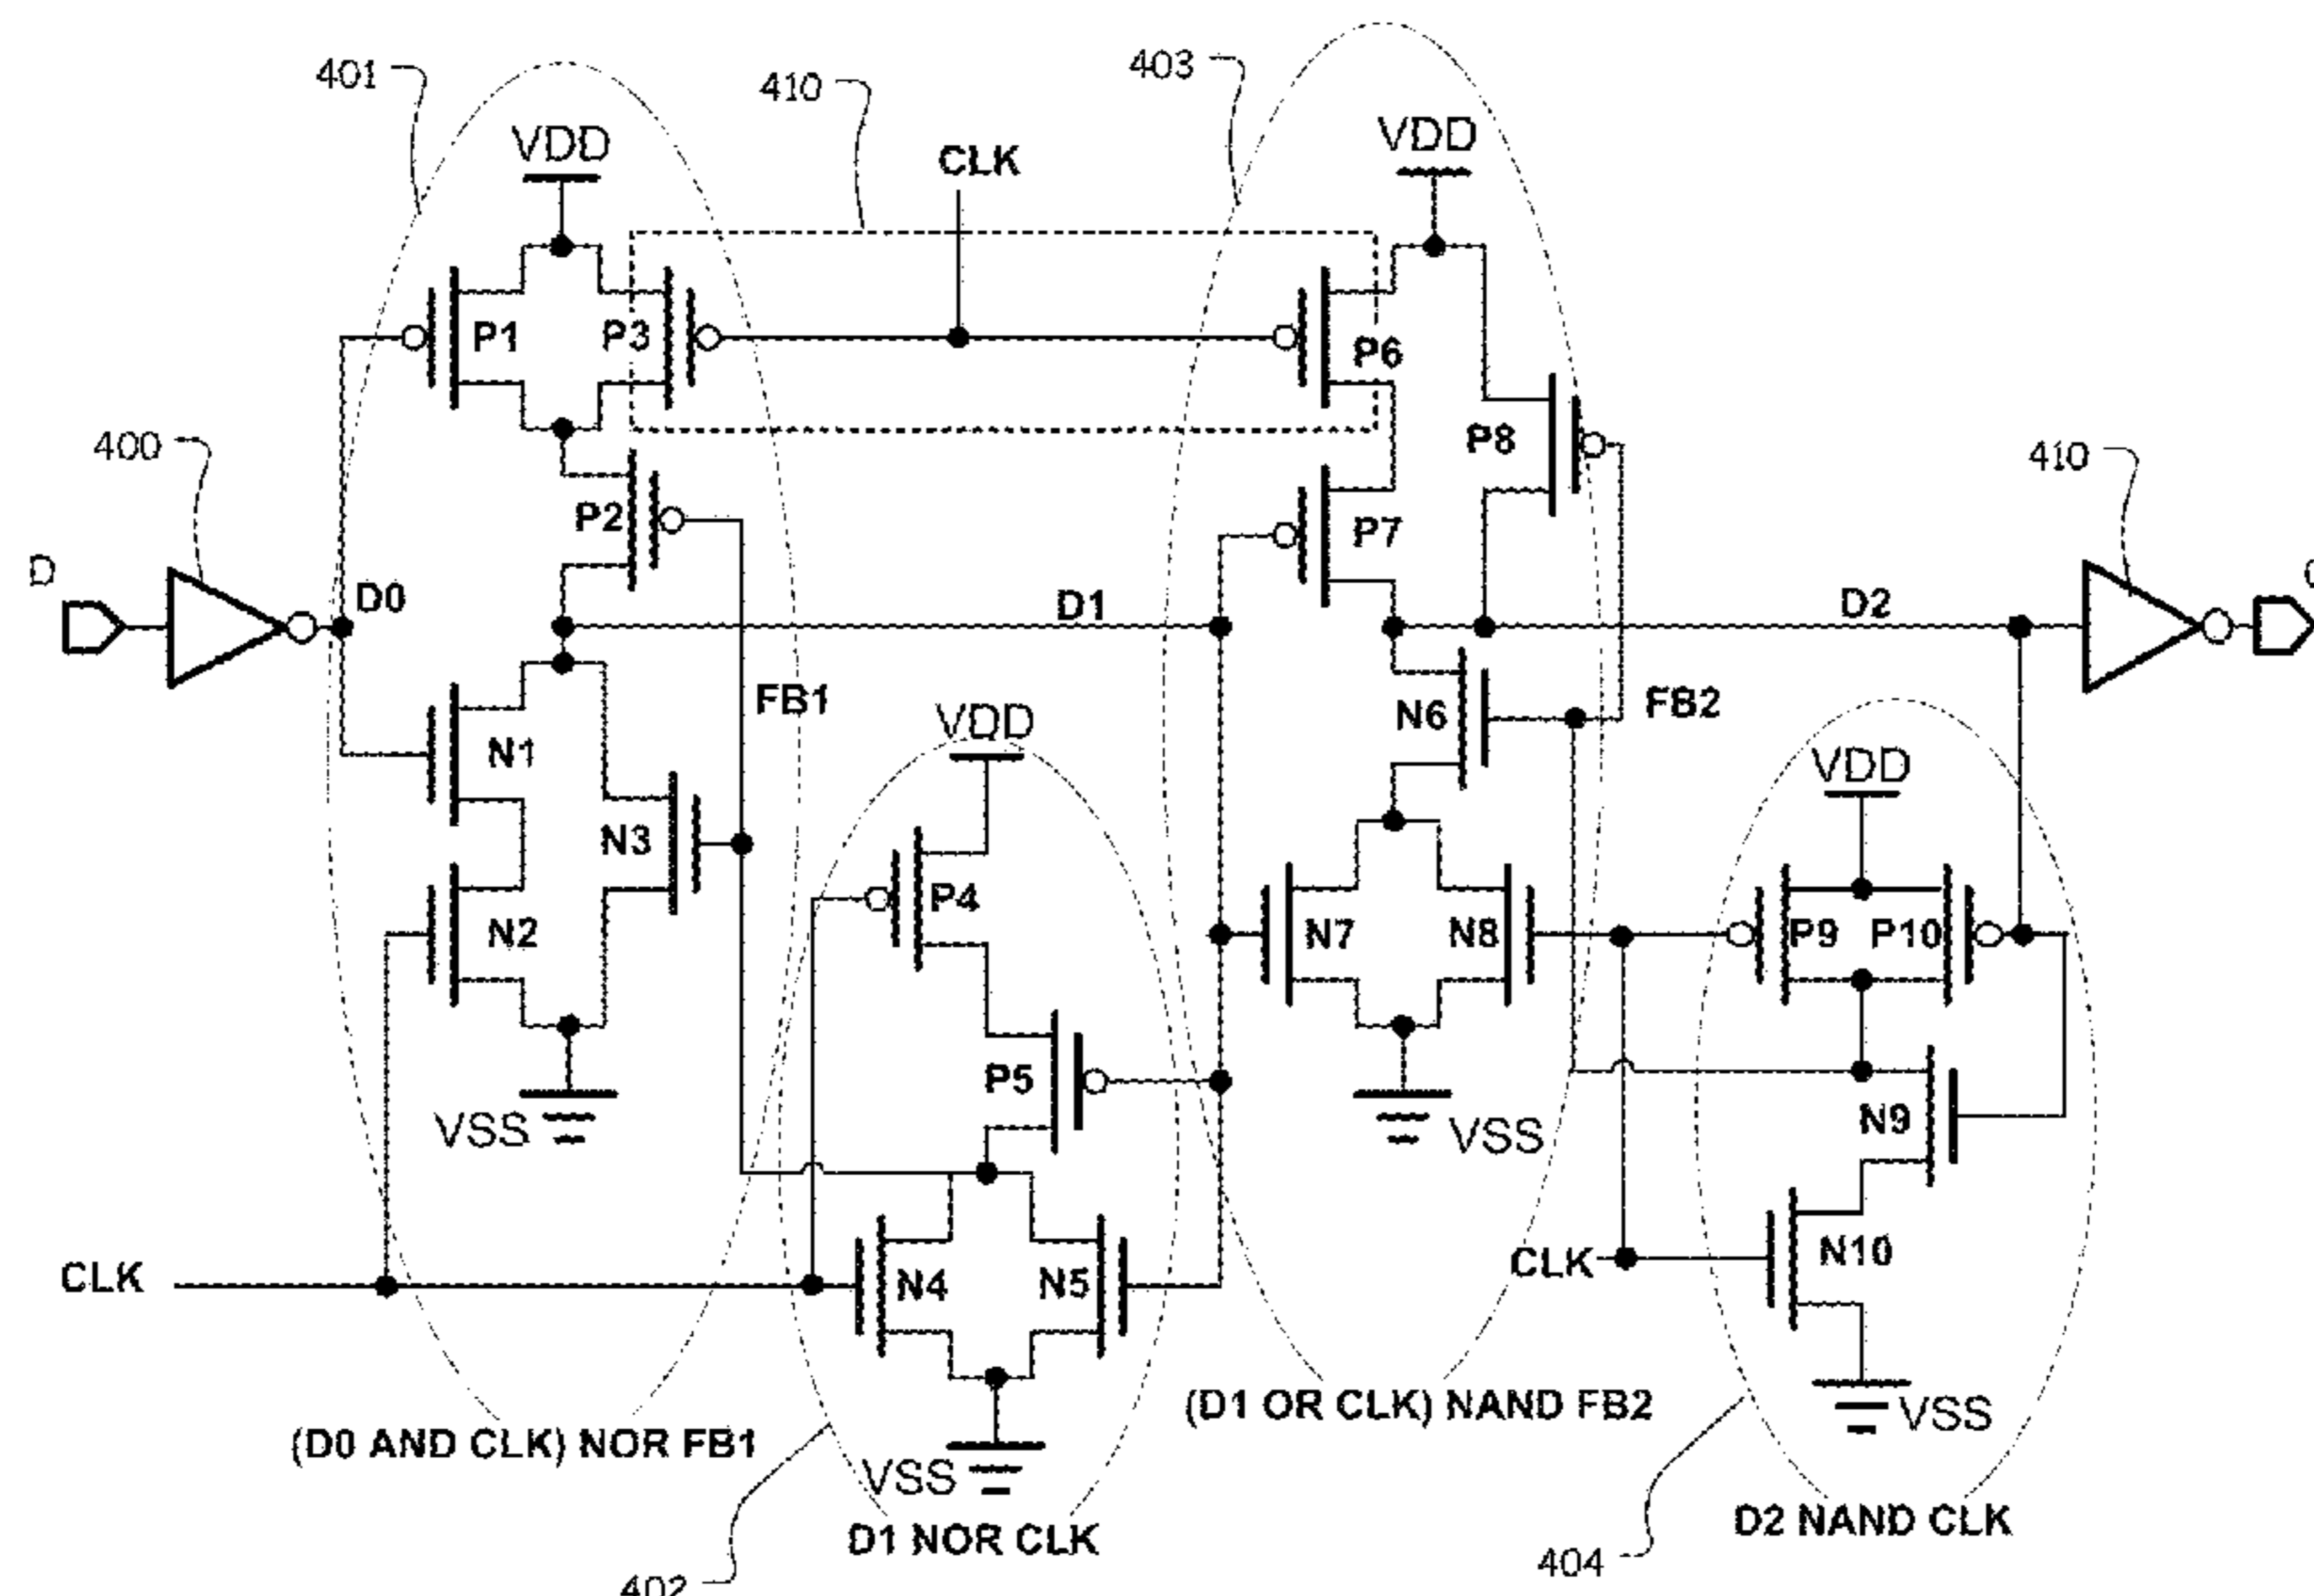 401
410
403
VDD
CLK
VDD
P1
P3
P6
P8
400
P2
P7
410
D
D0
D1
D2
FB1
VDD
N6
FB2
N1
VDD
N3
P4
N2
N7
N8
P9
P10
P5
N9
VSS
VSS
N10
CLK
CLK
N4
N5
(D1 OR CLK) NAND FB2
VSS
(D0 AND CLK) NOR FB1
VSS
D1 NOR CLK
D2 NAND CLK
402
404